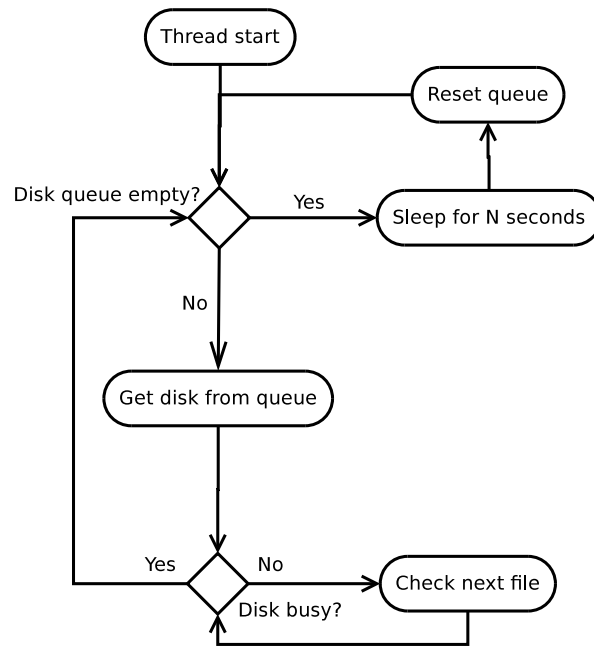 Thread start
Reset queue
Disk queue empty?
Yes
Sleep for N seconds
No
Get disk from queue
Yes
No
Disk busy?
Check next file